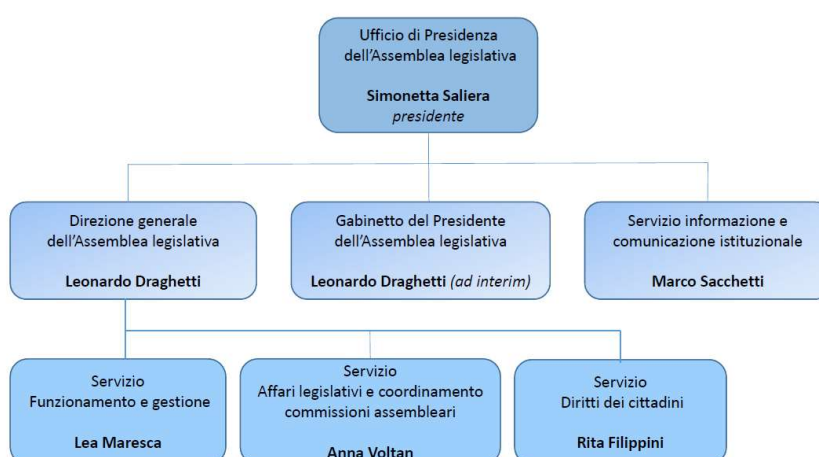 Ufficio di Presidenza
dell'Assemblea legislativa
Simonetta Saliera
presidente
Direzione generale
dell'Assemblea legislativa
Leonardo Draghetti
Gabinetto del Presidente
dell'Assemblea legislativa
Leonardo Draghetti (ad interim)
Servizio informazione e
comunicazione istituzionale
Marco Sacchetti
Servizio
Funzionamento e gestione
Lea Maresca
Servizio
Affari legislativi e coordinamento
commissioni assembleari
Anna Voltan
Servizio
Diritti dei cittadini
Rita Filippini